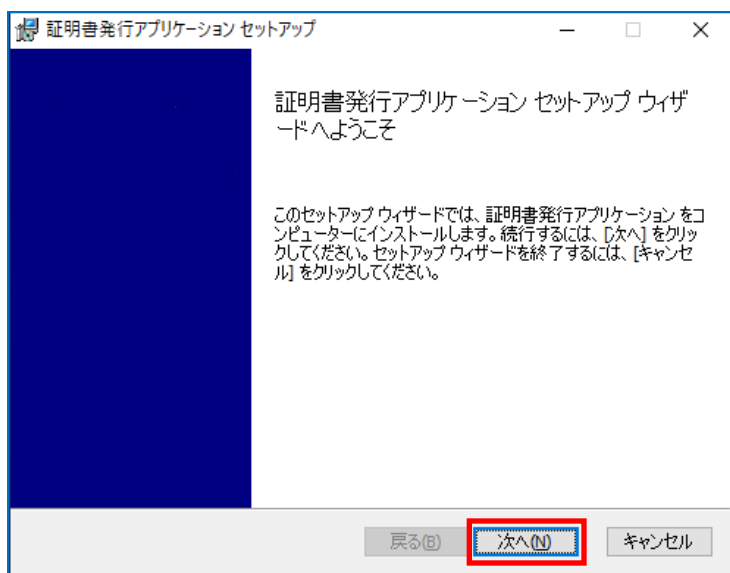 証明書発行アプリケーション セットアップ
証明書発行アプリケーション セットアップ ウィザ
ードへようこそ
このセットアップ ウィザードでは、証明書発行アプリケーション をコ
ンピューターにインストールします。続行するには、[次へ] をクリッ
クしてください。セットアップ ウィザードを終了するには、[キャンセ
ル] をクリックしてください。
戻る(B) 次へ(N) キャンセル